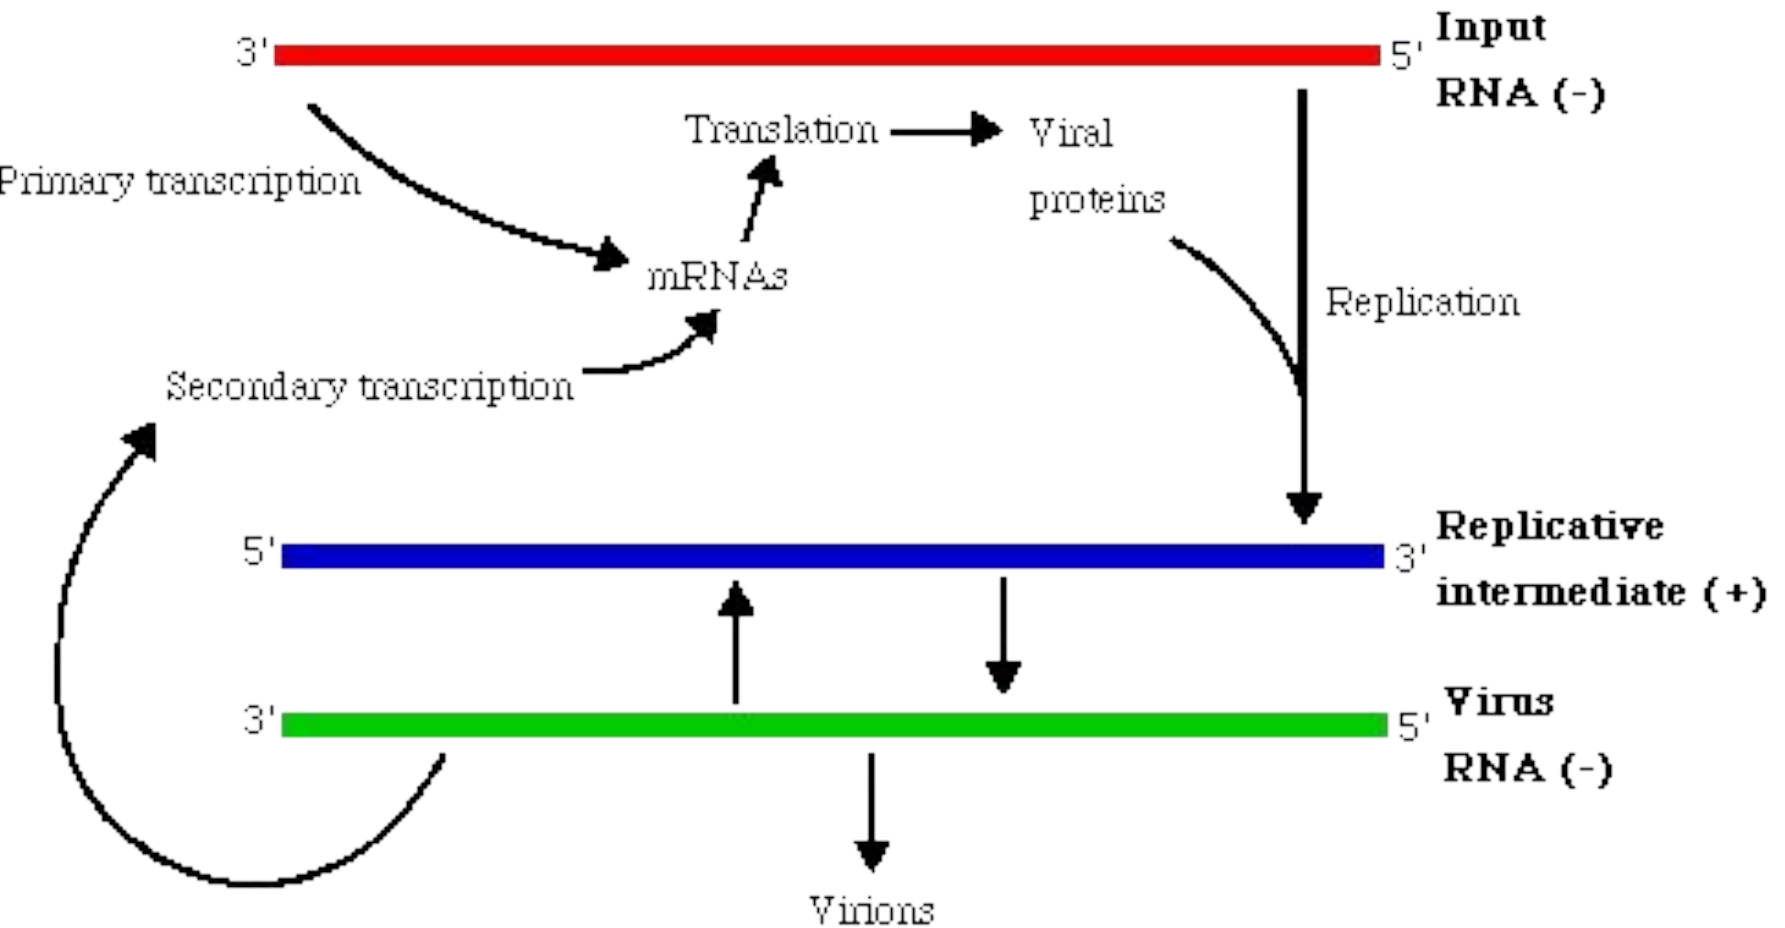 3'
5'
Input
RNA (-)
Translation
Viral
proteins
Primary transcription
mRNAs
Replication
Secondary transcription
5'
3'
Replicative
intermediate (+)
3'
5'
Virus
RNA (-)
Virions